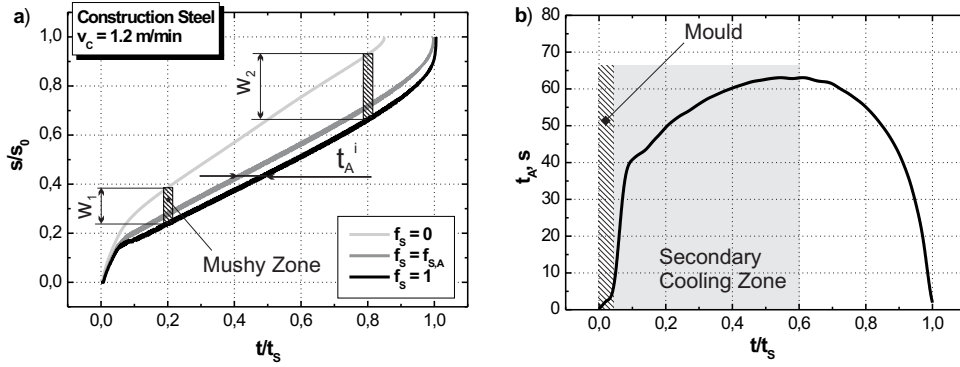 a)
Construction Steel
v_C = 1.2 m/min
s/s_0
1,0
0,8
0,6
0,4
0,2
0,0
W_2
W_1
t_A^i
Mushy Zone
f_S = 0
f_S = f_S,A
f_S = 1
0,0 0,2 0,4 0,6 0,8 1,0
t/t_S
b)
Mould
t_A, s
80
70
60
50
40
30
20
10
0
Secondary
Cooling Zone
0,0 0,2 0,4 0,6 0,8 1,0
t/t_S